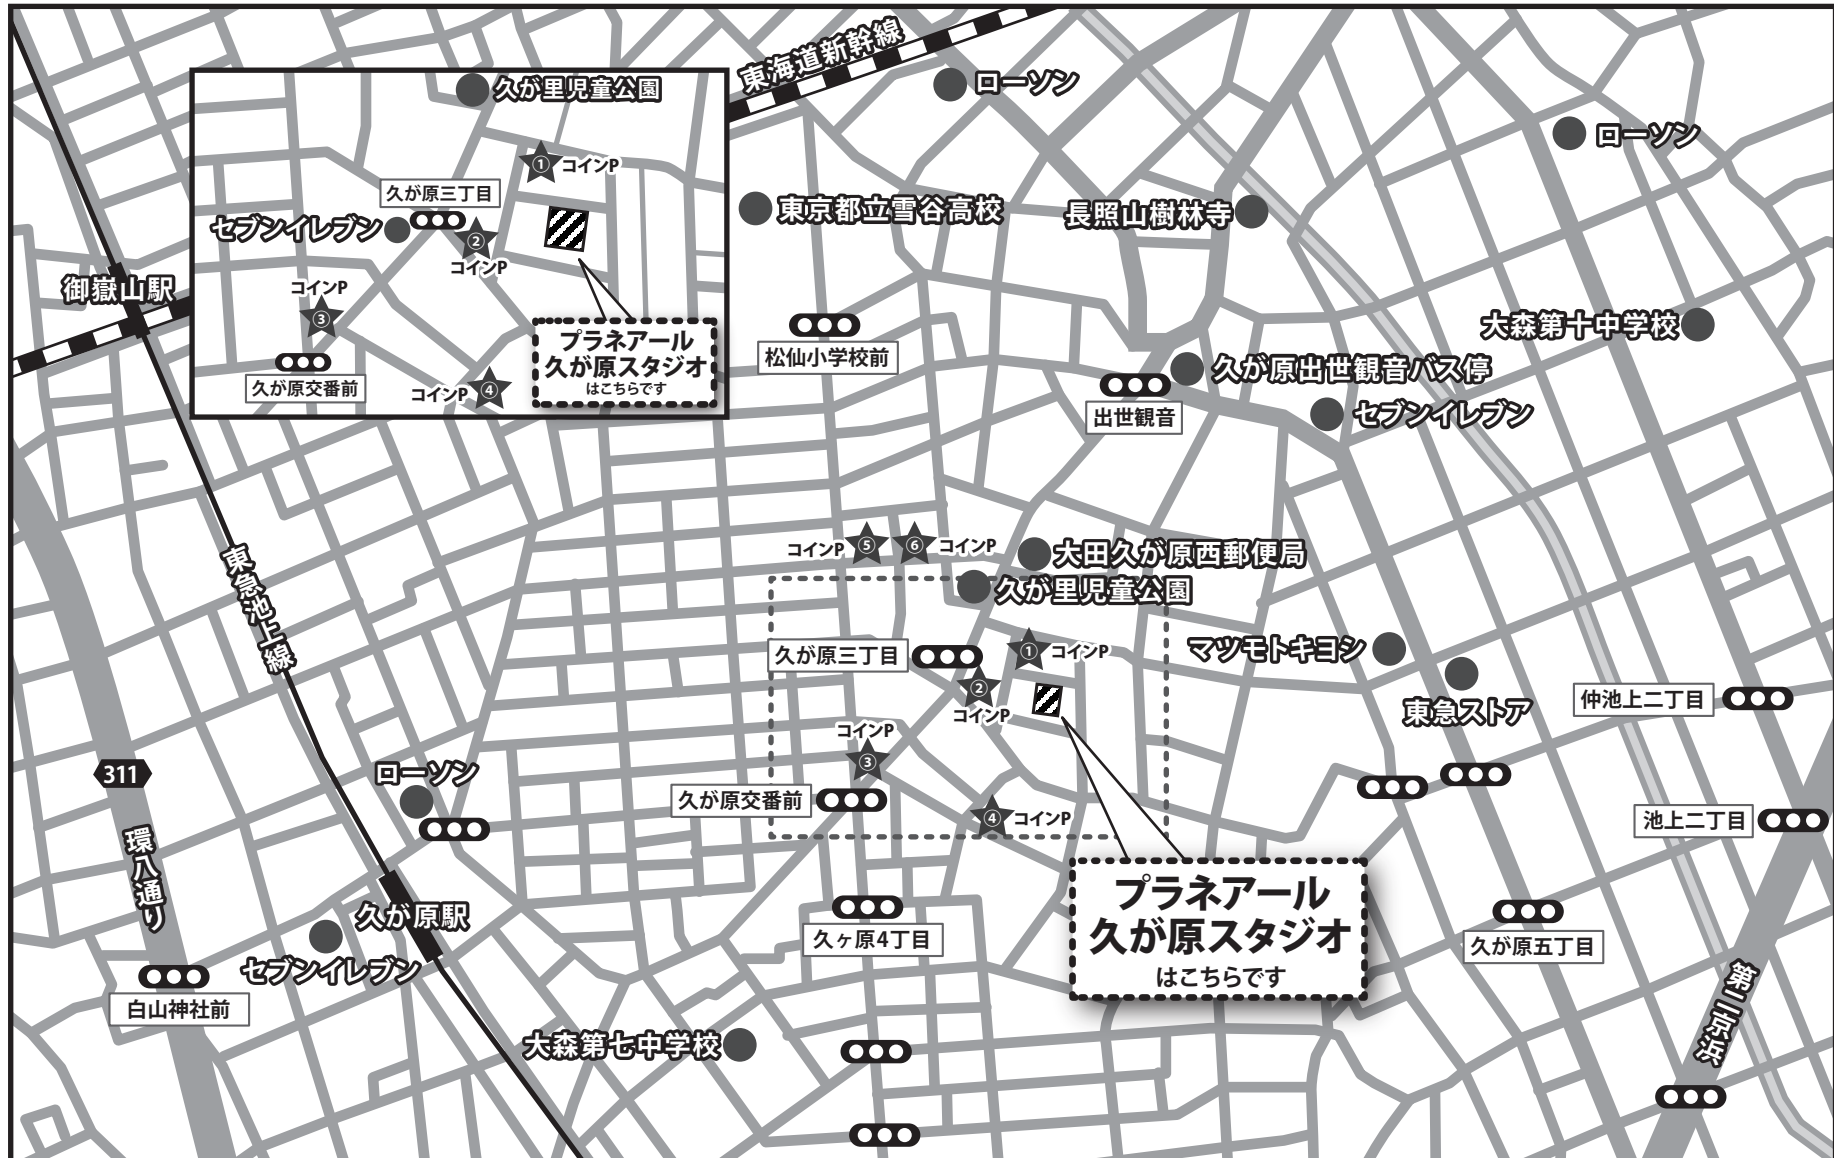 東海道新幹線
ローソン
ローソン
久が里児童公園
①
コインP
久が原三丁目
セブンイレブン
②
コインP
コインP
③
久が原交番前
コインP
④
プラネアール
久が原スタジオ
はこちらです
東京都立雪谷高校
長照山樹林寺
御嶽山駅
松仙小学校前
大森第十中学校
久が原出世観音バス停
出世観音
セブンイレブン
コインP
⑤
⑥
コインP
大田久が原西郵便局
久が里児童公園
東急池上線
久が原三丁目
①
コインP
②
コインP
マツモトキヨシ
東急ストア
仲池上二丁目
コインP
③
311
ローソン
久が原交番前
④
コインP
池上二丁目
環八通り
プラネアール
久が原スタジオ
はこちらです
久が原駅
セブンイレブン
久ヶ原4丁目
久が原五丁目
白山神社前
第二京浜
大森第七中学校